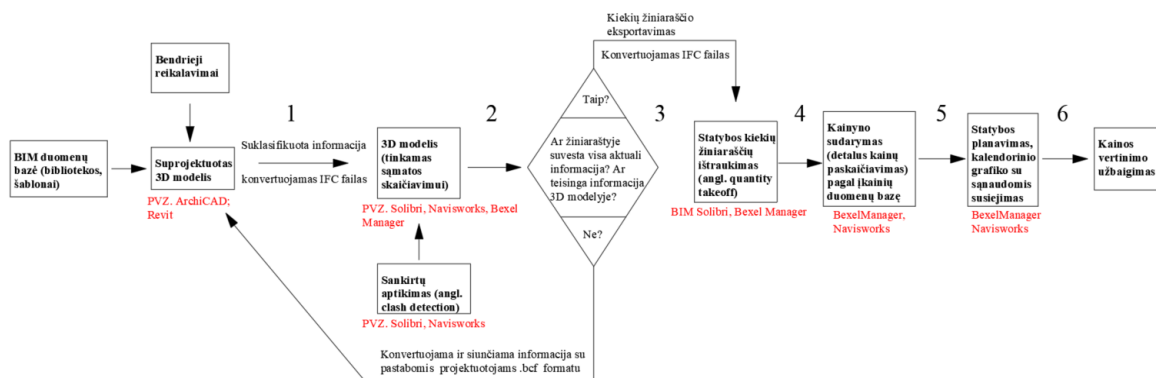 Kiekių žiniaraščio
eksportavimas
Konvertuojamas IFC failas
Bendrieji
reikalavimai
1
Suklasifikuota informacija
konvertuojamas IFC failas
BIM duomenų
bazė (bibliotekos,
šablonai)
Suprojektuotas
3D modelis
PVZ. ArchiCAD;
Revit
3D modelis
(tinkamas
sąmatos
skaičiavimui)
PVZ. Solibri, Navisworks, Bexel
Manager
Sankirtų
aptikimas (angl.
clash detection)
PVZ. Solibri, Navisworks
2
Taip?
Ar žiniaraštyje
suvesta visa aktuali
informacija? Ar
teisinga informacija
3D modelyje?
Ne?
Konvertuojama ir siunčiama informacija su
pastabomis projektuotojams .bcf formatu
3
Statybos kiekių
žiniaraščių
ištraukimas
(angl. quantity
takeoff)
BIM Solibri, Bexel Manager
4
Kainyno
sudarymas
(detalus kainų
paskaičiavimas)
pagal įkainių
duomenų bazę
BexelManager,
Navisworks
5
Statybos
planavimas,
kalendorinio
grafiko su
sąnaudomis
susiejimas
BexelManager
Navisworks
6
Kainos
vertinimo
užbaigimas